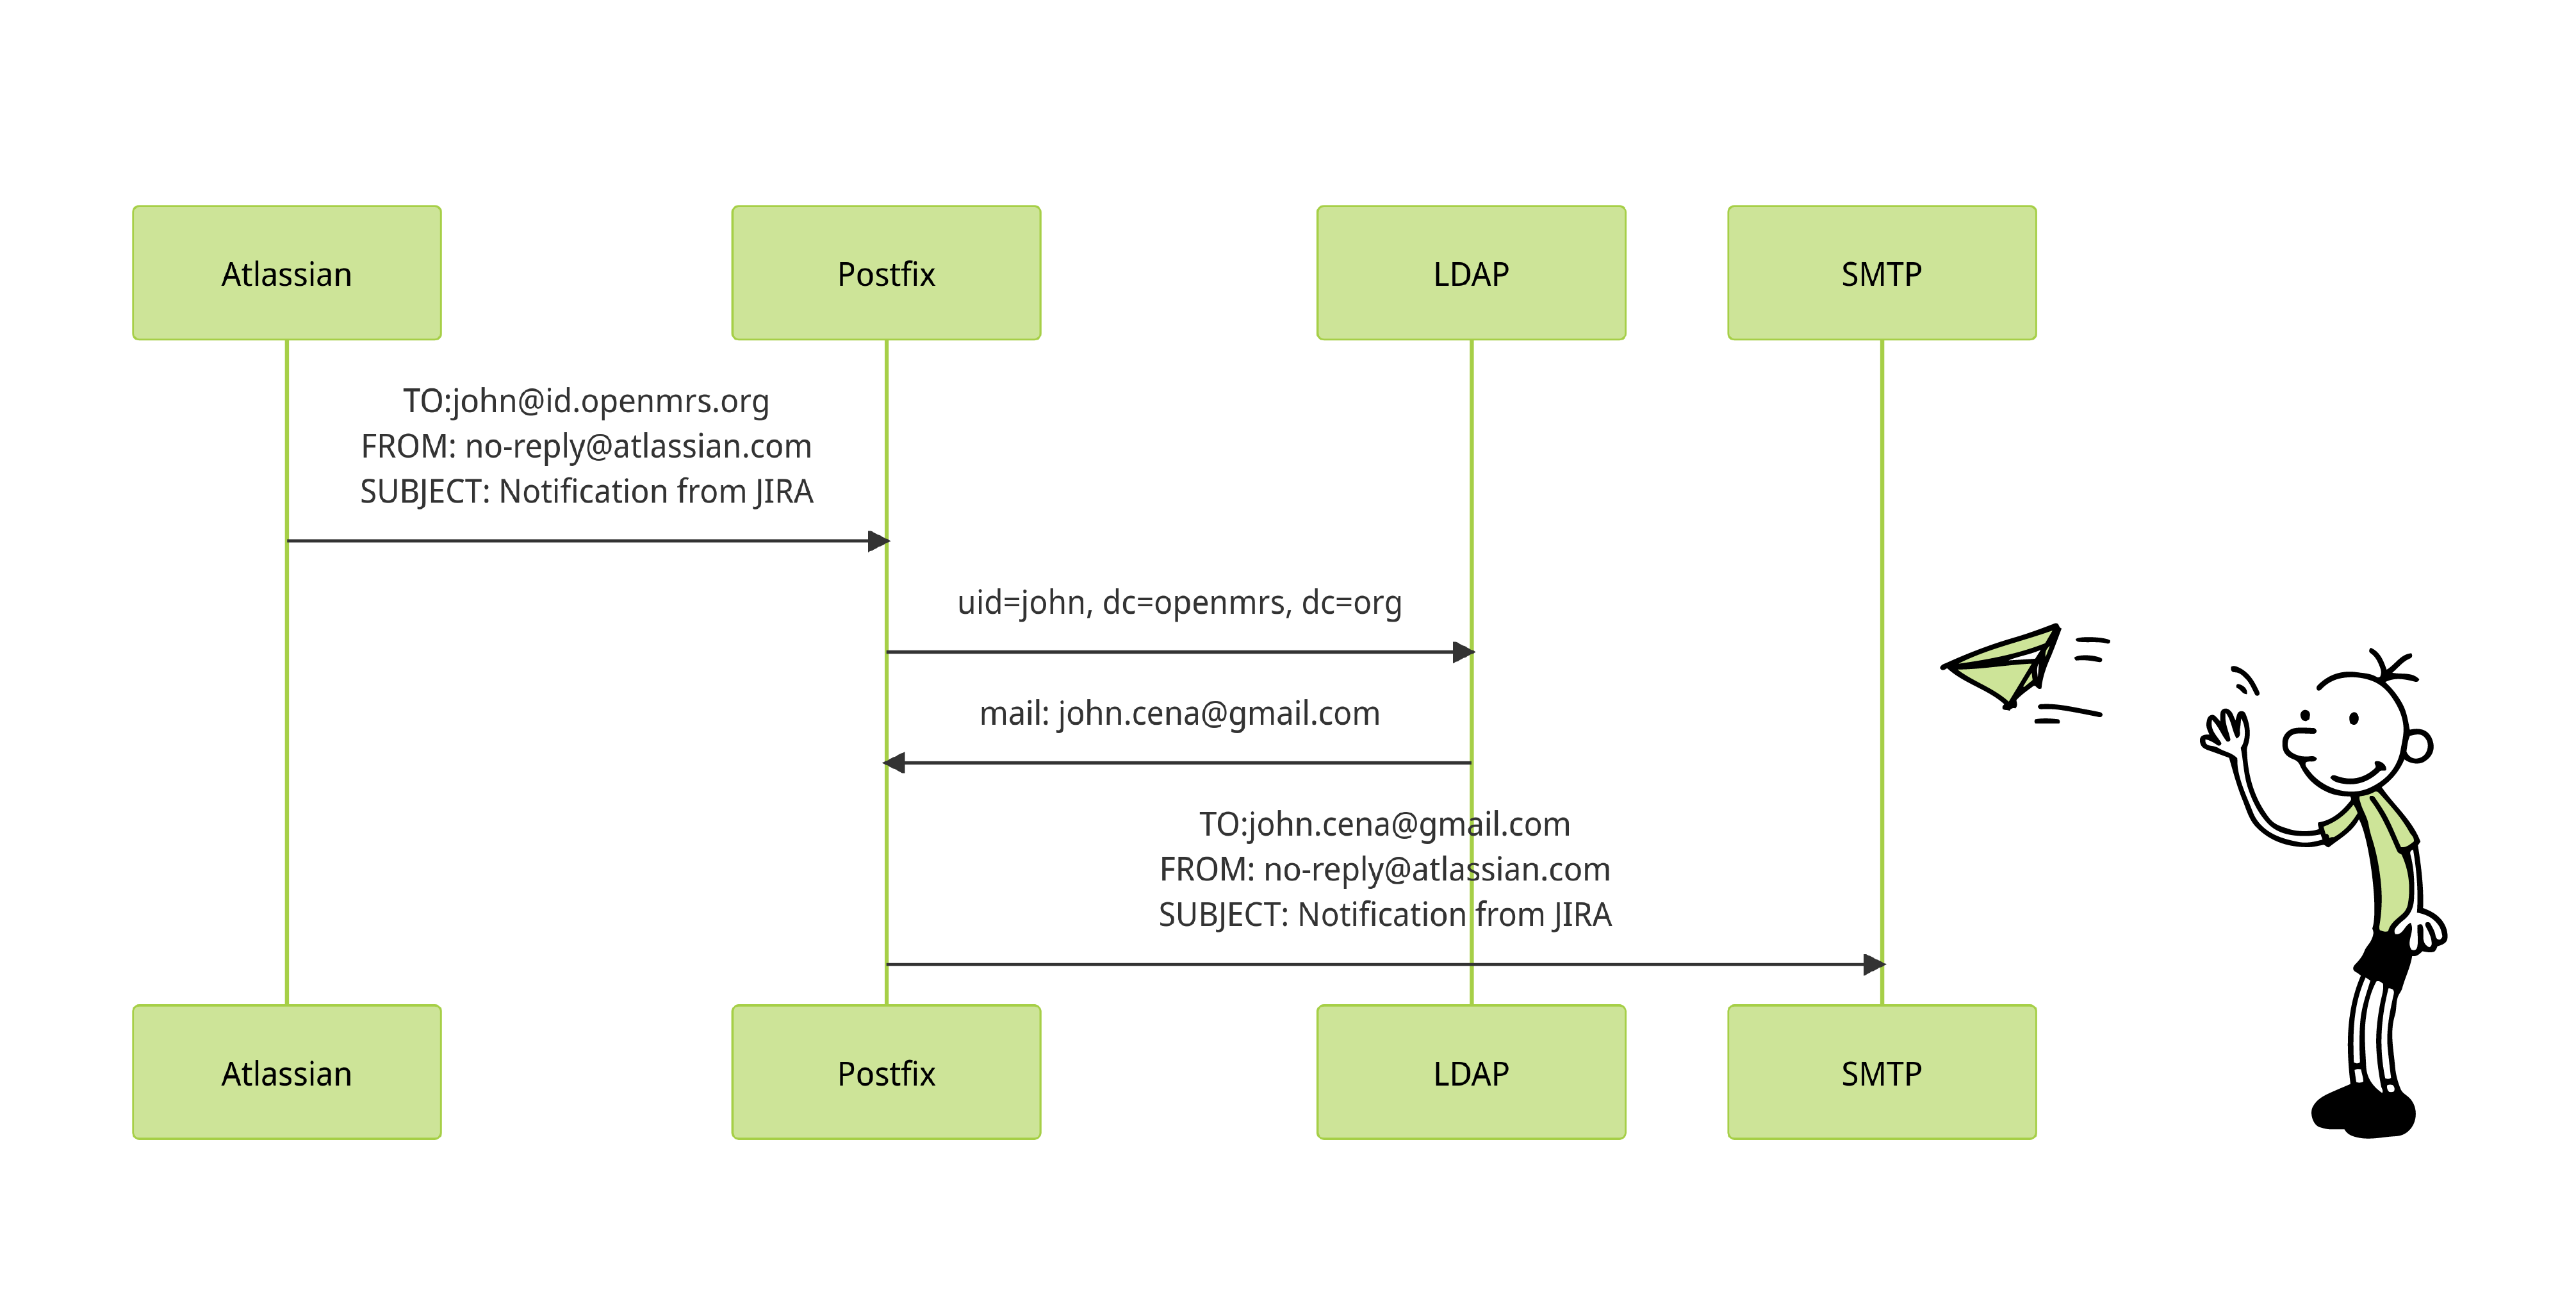 Atlassian
Postfix
LDAP
SMTP
TO:john@id.openmrs.org
FROM: no-reply@atlassian.com
SUBJECT: Notification from JIRA
uid=john, dc=openmrs, dc=org
mail: john.cena@gmail.com
TO:john.cena@gmail.com
FROM: no-reply@atlassian.com
SUBJECT: Notification from JIRA
Atlassian
Postfix
LDAP
SMTP